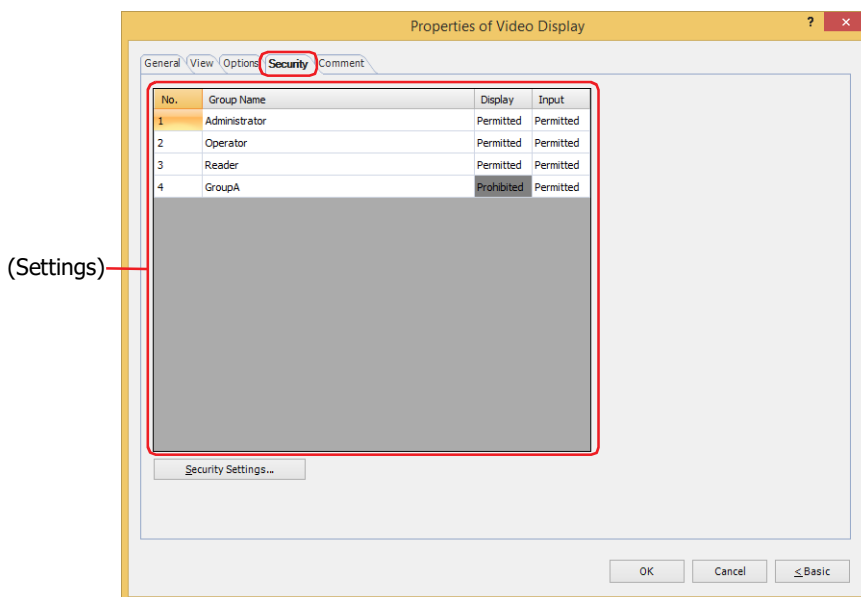 Properties of Video Display ? ×
General View Options Security Comment
No. Group Name Display Input
1 Administrator Permitted Permitted
2 Operator Permitted Permitted
3 Reader Permitted Permitted
4 GroupA Prohibited Permitted
(Settings)
Security Settings...
OK Cancel < Basic